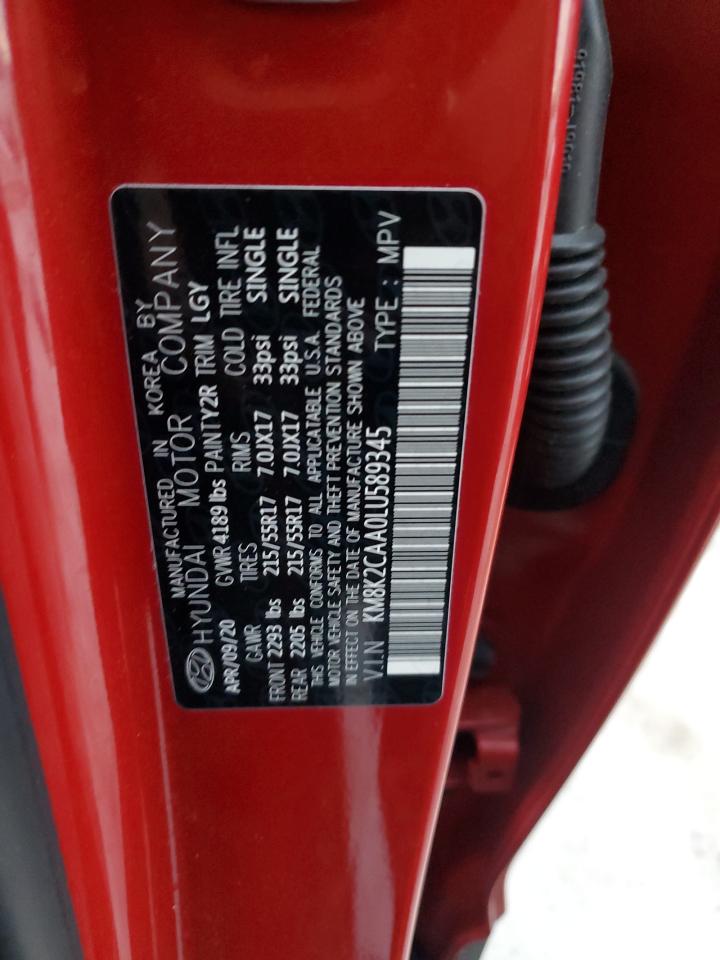 MANUFACTURED IN KOREA BY
HYUNDAI MOTOR COMPANY
APR/09/20 GVWR 4189 lbs PAINT Y2R TRIM LGY
GAWR TIRES RIMS COLD TIRE INFL
FRONT 2293 lbs 215/55R17 7.0JX17 33psi SINGLE
REAR 2205 lbs 215/55R17 7.0JX17 33psi SINGLE
THIS VEHICLE CONFORMS TO ALL APPLICATABLE U.S.A. FEDERAL
MOTOR VEHICLE SAFETY AND THEFT PREVENTION STANDARDS
IN EFFECT ON THE DATE OF MANUFACTURE SHOWN ABOVE
V.I.N KM8K2CAA0LU589345 TYPE : MPV